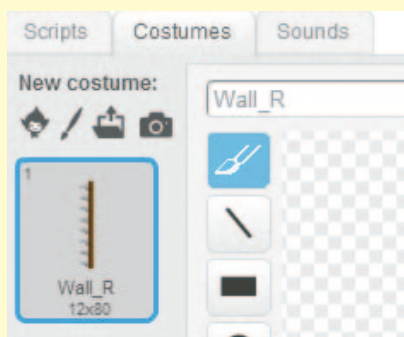 Scripts Costumes Sounds
New costume:
Wall_R
1
Wall_R
12x80